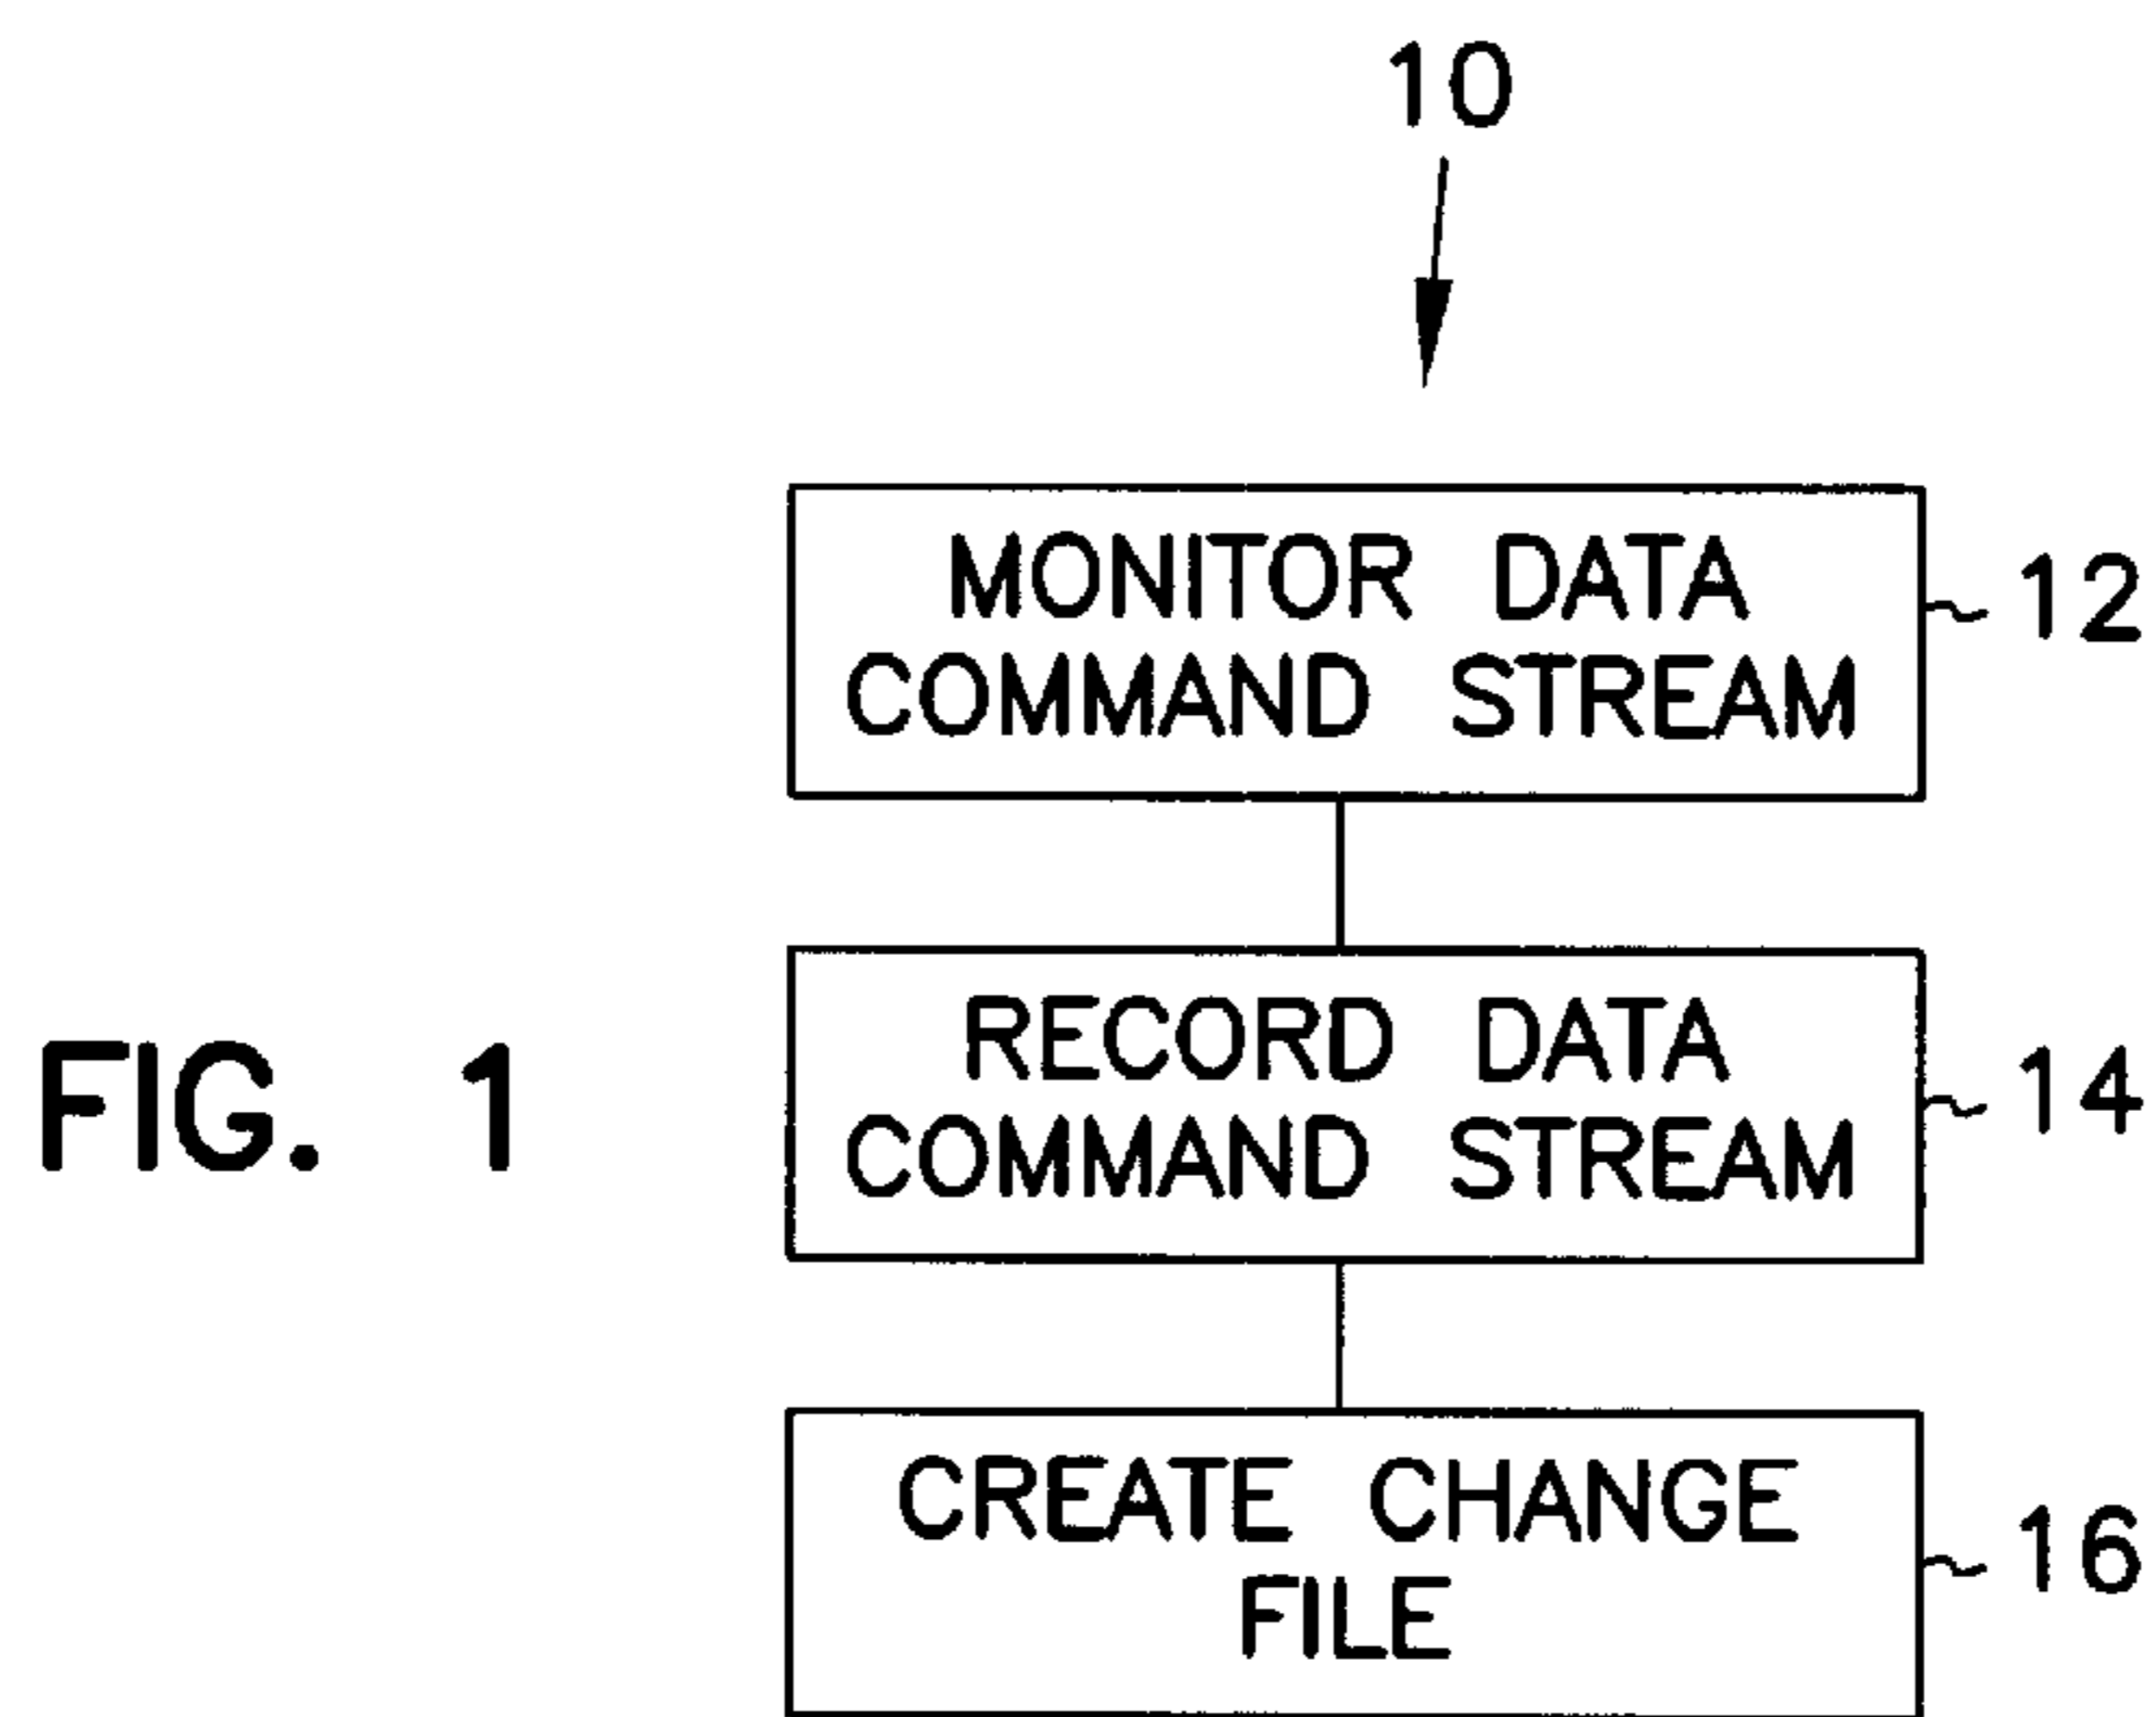 10
MONITOR DATA
COMMAND STREAM
12
RECORD DATA
COMMAND STREAM
14
FIG. 1
CREATE CHANGE
FILE
16